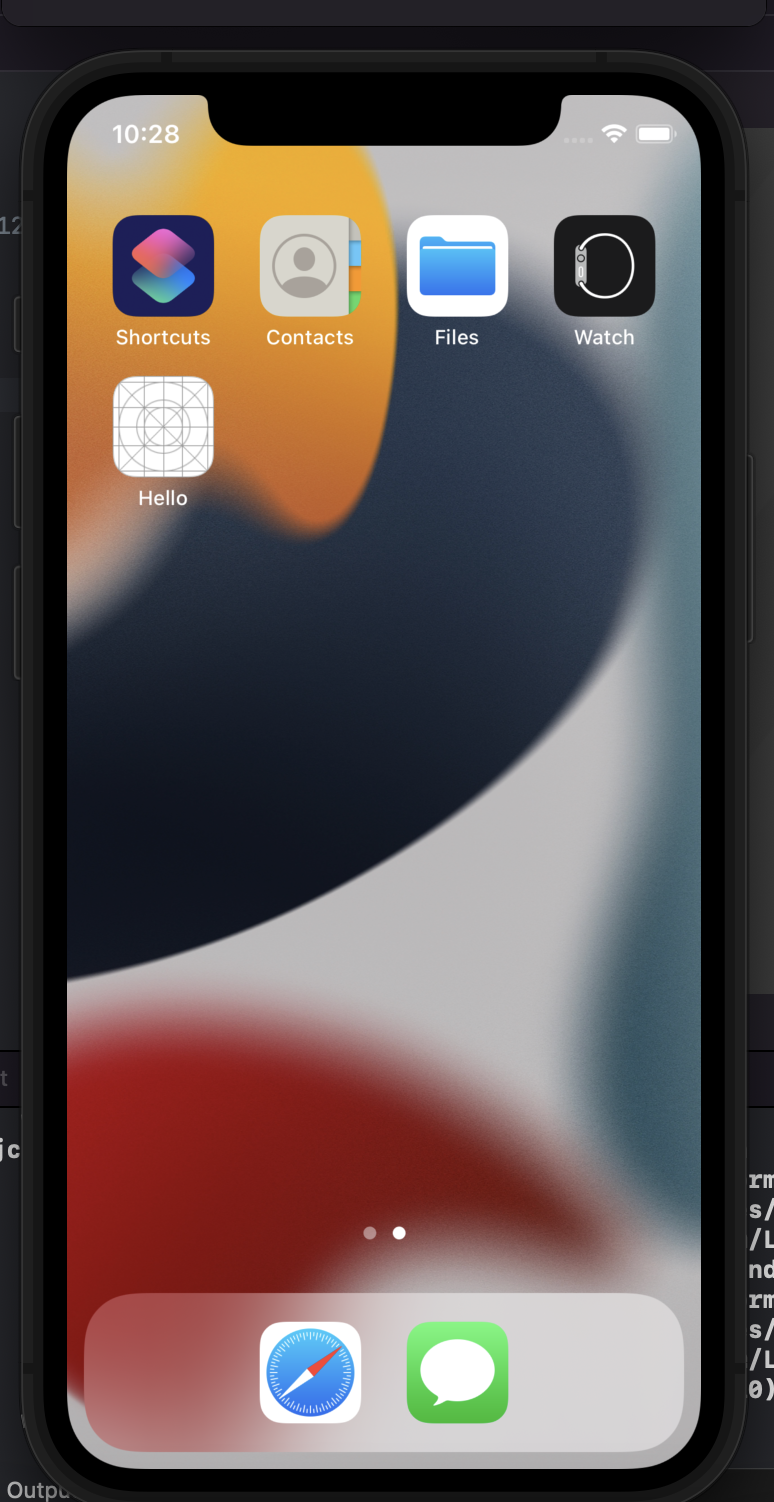 10:28
12
Shortcuts
Contacts
Files
Watch
Hello
t
jc
rm
s/
/L
nd
rm
s/
/L
0)
Outpu